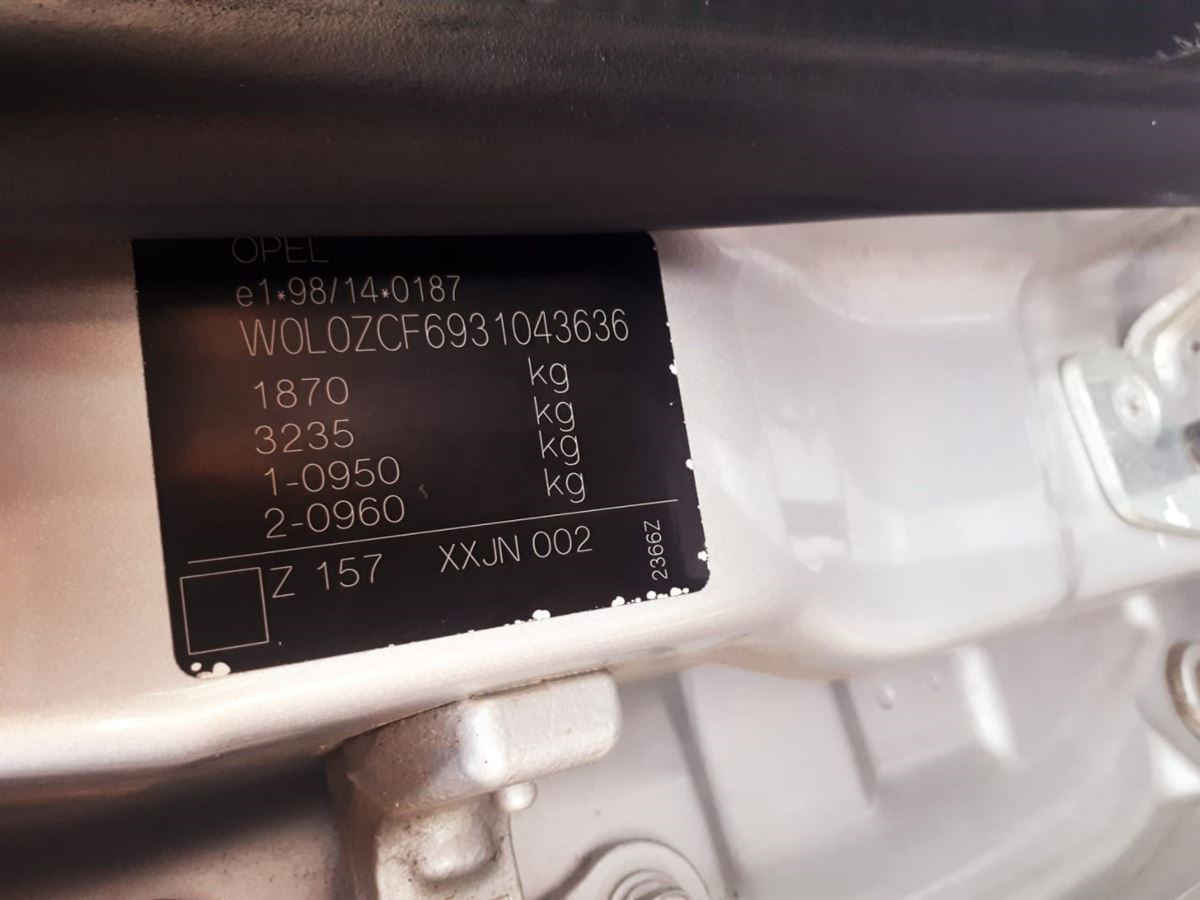 OPEL
e1*98/14*0187
W0L0ZCF6931043636
1870 kg
3235 kg
1-0950 kg
2-0960 kg
Z 157 XXJN 002
2366Z